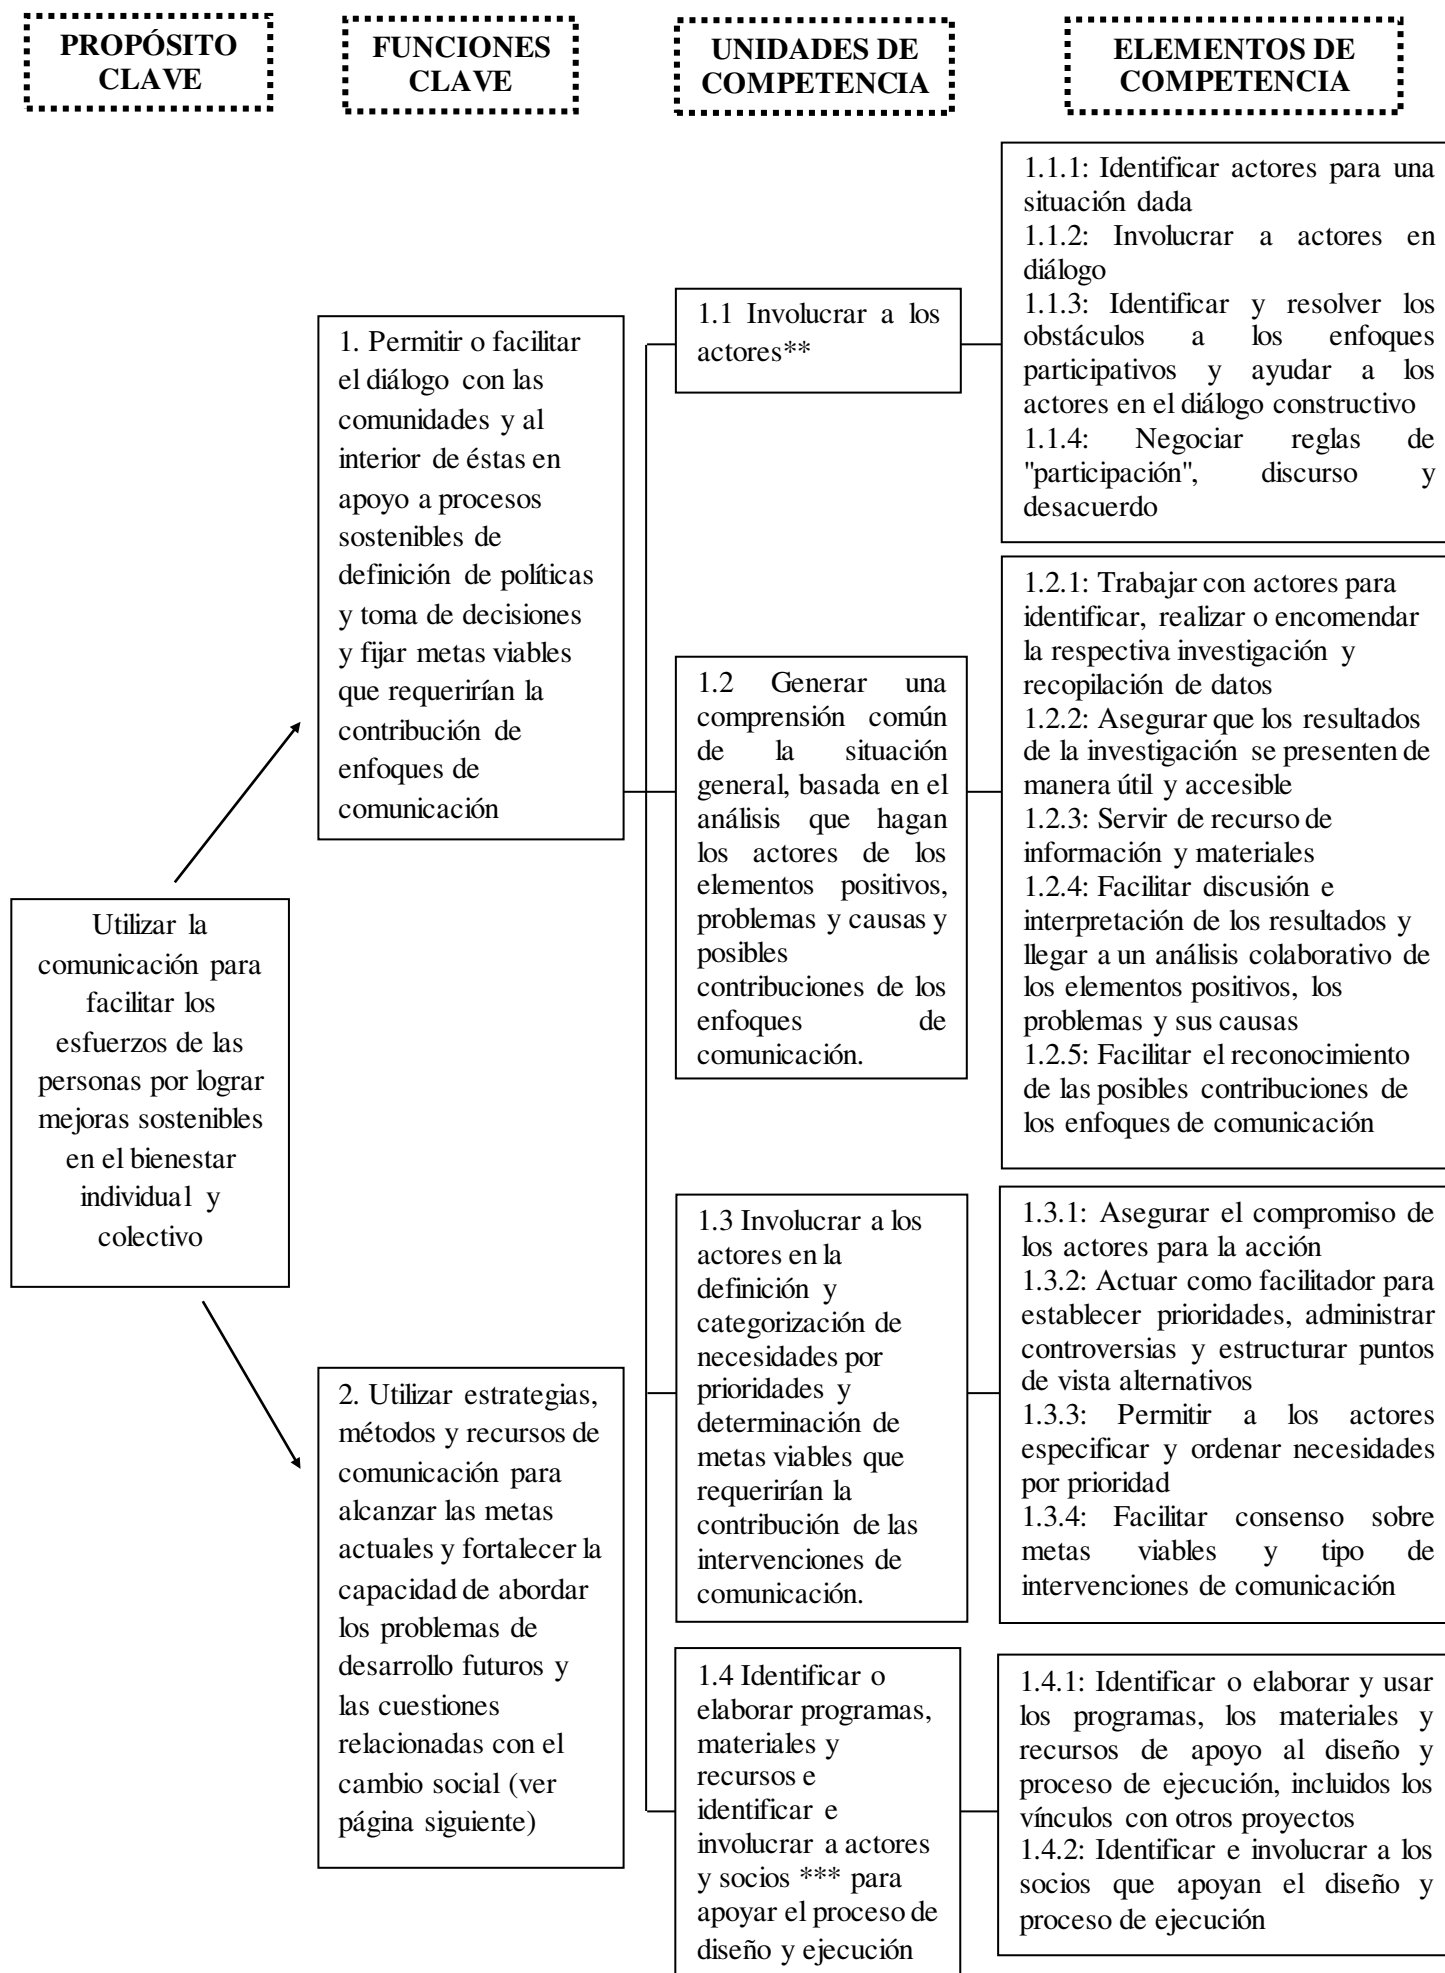 PROPÓSITO
CLAVE
FUNCIONES
CLAVE
UNIDADES DE
COMPETENCIA
ELEMENTOS DE
COMPETENCIA
Utilizar la
comunicación para
facilitar los
esfuerzos de las
personas por lograr
mejoras sostenibles
en el bienestar
individual y
colectivo
1. Permitir o facilitar
el diálogo con las
comunidades y al
interior de éstas en
apoyo a procesos
sostenibles de
definición de políticas
y toma de decisiones
y fijar metas viables
que requerirían la
contribución de
enfoques de
comunicación
2. Utilizar estrategias,
métodos y recursos de
comunicación para
alcanzar las metas
actuales y fortalecer la
capacidad de abordar
los problemas de
desarrollo futuros y
las cuestiones
relacionadas con el
cambio social (ver
página siguiente)
1.1 Involucrar a los
actores**
1.2 Generar una
comprensión común
de la situación
general, basada en el
análisis que hagan
los actores de los
elementos positivos,
problemas y causas y
posibles
contribuciones de los
enfoques de
comunicación.
1.3 Involucrar a los
actores en la
definición y
categorización de
necesidades por
prioridades y
determinación de
metas viables que
requerirían la
contribución de las
intervenciones de
comunicación.
1.4 Identificar o
elaborar programas,
materiales y
recursos e
identificar e
involucrar a actores
y socios *** para
apoyar el proceso de
diseño y ejecución
1.1.1: Identificar actores para una
situación dada
1.1.2: Involucrar a actores en
diálogo
1.1.3: Identificar y resolver los
obstáculos a los enfoques
participativos y ayudar a los
actores en el diálogo constructivo
1.1.4: Negociar reglas de
"participación", discurso y
desacuerdo
1.2.1: Trabajar con actores para
identificar, realizar o encomendar
la respectiva investigación y
recopilación de datos
1.2.2: Asegurar que los resultados
de la investigación se presenten de
manera útil y accesible
1.2.3: Servir de recurso de
información y materiales
1.2.4: Facilitar discusión e
interpretación de los resultados y
llegar a un análisis colaborativo de
los elementos positivos, los
problemas y sus causas
1.2.5: Facilitar el reconocimiento
de las posibles contribuciones de
los enfoques de comunicación
1.3.1: Asegurar el compromiso de
los actores para la acción
1.3.2: Actuar como facilitador para
establecer prioridades, administrar
controversias y estructurar puntos
de vista alternativos
1.3.3: Permitir a los actores
especificar y ordenar necesidades
por prioridad
1.3.4: Facilitar consenso sobre
metas viables y tipo de
intervenciones de comunicación
1.4.1: Identificar o elaborar y usar
los programas, los materiales y
recursos de apoyo al diseño y
proceso de ejecución, incluidos los
vínculos con otros proyectos
1.4.2: Identificar e involucrar a los
socios que apoyan el diseño y
proceso de ejecución